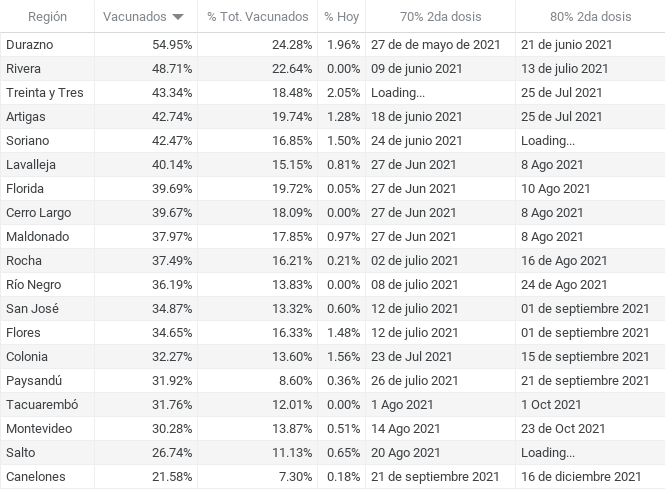 Región Vacunados % Tot. Vacunados % Hoy 70% 2da dosis 80% 2da dosis
Durazno 54.95% 24.28% 1.96% 27 de de mayo de 2021 21 de junio 2021
Rivera 48.71% 22.64% 0.00% 09 de junio 2021 13 de julio 2021
Treinta y Tres 43.34% 18.48% 2.05% Loading... 25 de Jul 2021
Artigas 42.74% 19.74% 1.28% 18 de junio 2021 25 de Jul 2021
Soriano 42.47% 16.85% 1.50% 24 de junio 2021 Loading...
Lavalleja 40.14% 15.15% 0.81% 27 de Jun 2021 8 Ago 2021
Florida 39.69% 19.72% 0.05% 27 de Jun 2021 10 Ago 2021
Cerro Largo 39.67% 18.09% 0.00% 27 de Jun 2021 8 Ago 2021
Maldonado 37.97% 17.85% 0.97% 27 de Jun 2021 8 Ago 2021
Rocha 37.49% 16.21% 0.21% 02 de julio 2021 16 de Ago 2021
Río Negro 36.19% 13.83% 0.00% 08 de julio 2021 24 de Ago 2021
San José 34.87% 13.32% 0.60% 12 de julio 2021 01 de septiembre 2021
Flores 34.65% 16.33% 1.48% 12 de julio 2021 01 de septiembre 2021
Colonia 32.27% 13.60% 1.56% 23 de Jul 2021 15 de septiembre 2021
Paysandú 31.92% 8.60% 0.36% 26 de julio 2021 21 de septiembre 2021
Tacuarembó 31.76% 12.01% 0.00% 1 Ago 2021 1 Oct 2021
Montevideo 30.28% 13.87% 0.51% 14 Ago 2021 23 de Oct 2021
Salto 26.74% 11.13% 0.65% 20 Ago 2021 Loading...
Canelones 21.58% 7.30% 0.18% 21 de septiembre 2021 16 de diciembre 2021